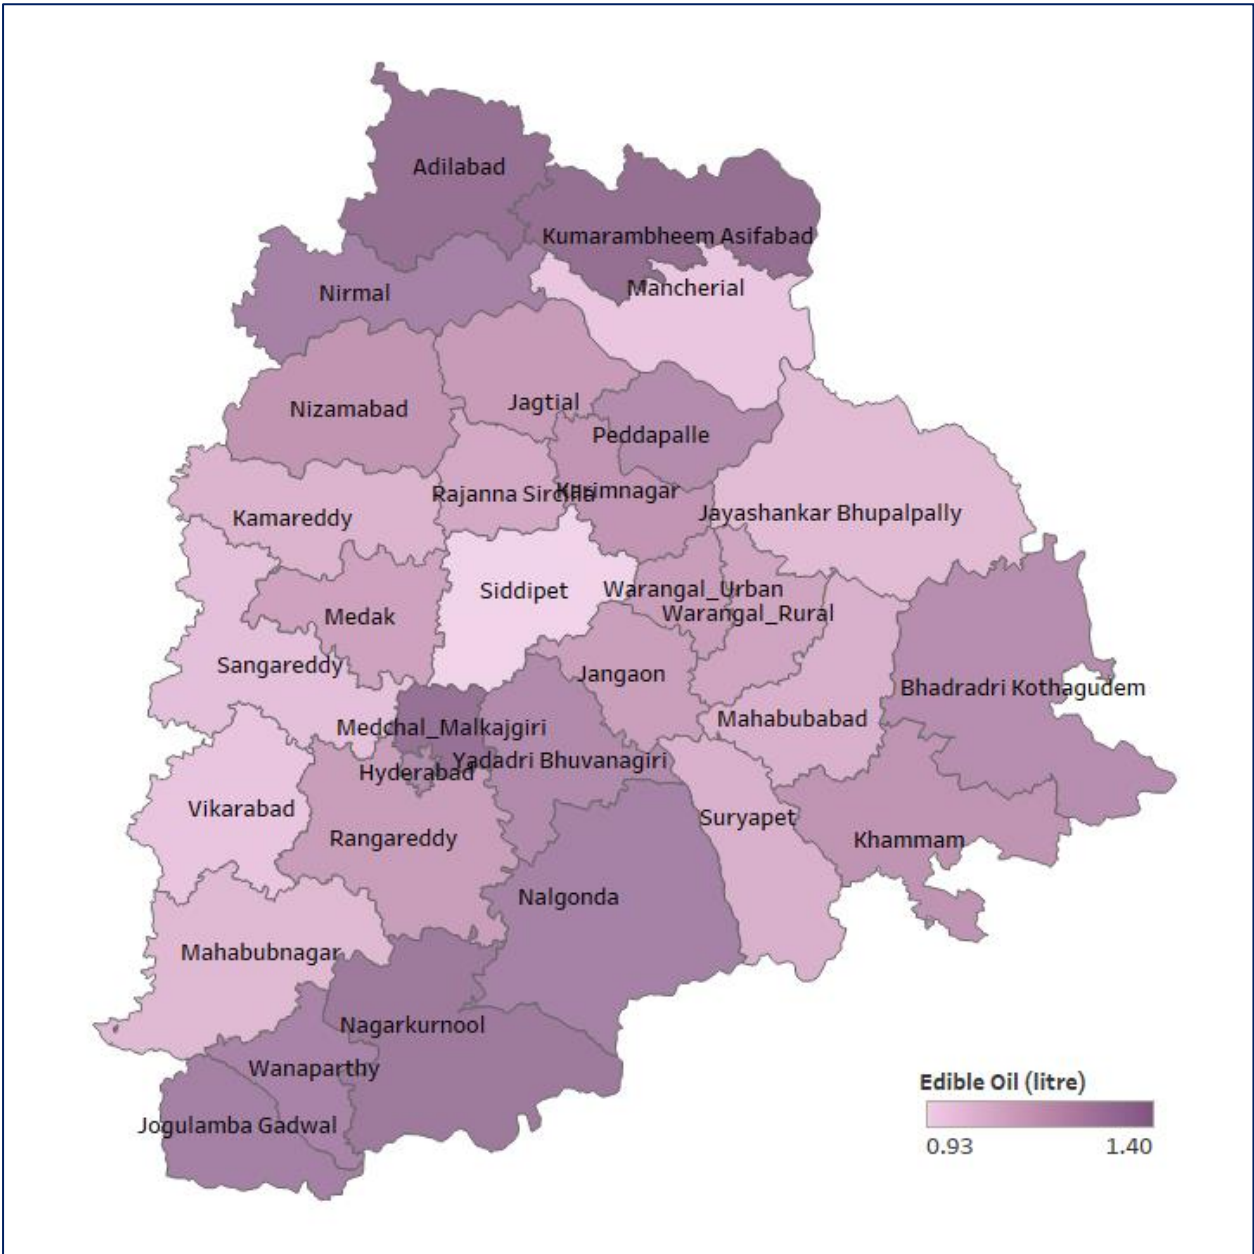 Adilabad
Kumarambheem Asifabad
Mancherial
Nirmal
Nizamabad
Jagtial
Peddapalle
Rajanna Sircilla
Karimnagar
Kamareddy
Jayashankar Bhupalpally
Siddipet
Warangal_Urban
Warangal_Rural
Medak
Sangareddy
Jangaon
Bhadradri Kothagudem
Mahabubabad
Medchal_Malkajgiri
Yadadri Bhuvanagiri
Hyderabad
Vikarabad
Suryapet
Rangareddy
Khammam
Nalgonda
Mahabubnagar
Nagarkurnool
Wanaparthy
Jogulamba Gadwal
Edible Oil (litre)
0.93 1.40